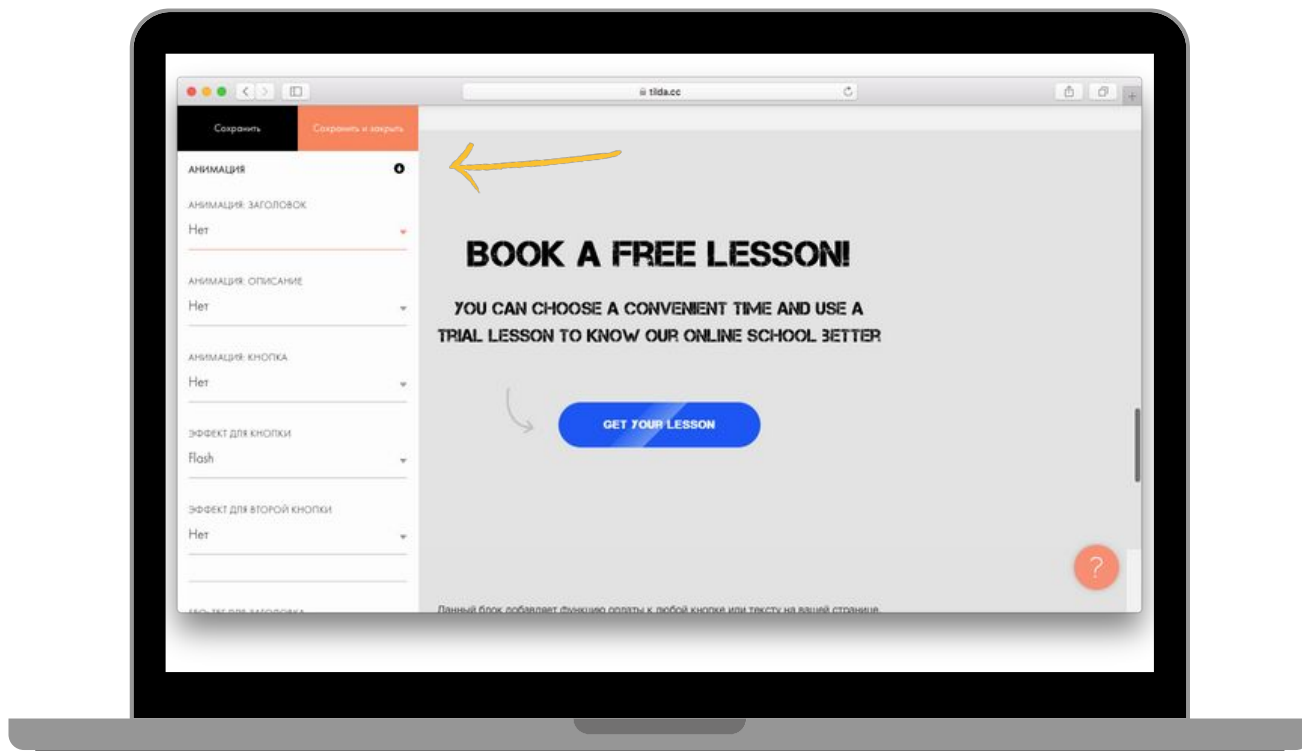 tilda.cc
Сохранить
Сохранить и закрыть
АНИМАЦИЯ
АНИМАЦИЯ: ЗАГОЛОВОК
Нет
АНИМАЦИЯ: ОПИСАНИЕ
Нет
АНИМАЦИЯ: КНОПКА
Нет
ЭФФЕКТ ДЛЯ КНОПКИ
Flash
ЭФФЕКТ ДЛЯ ВТОРОЙ КНОПКИ
Нет
BOOK A FREE LESSON!
YOU CAN CHOOSE A CONVENIENT TIME AND USE A
TRIAL LESSON TO KNOW OUR ONLINE SCHOOL BETTER
GET YOUR LESSON
?
Данный блок добавляет функцию оплаты к любой кнопке или тексту на вашей странице.